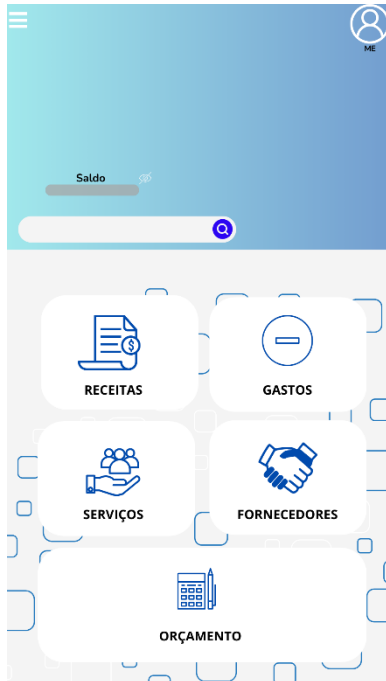 ME
Saldo
RECEITAS
GASTOS
SERVIÇOS
FORNECEDORES
ORÇAMENTO